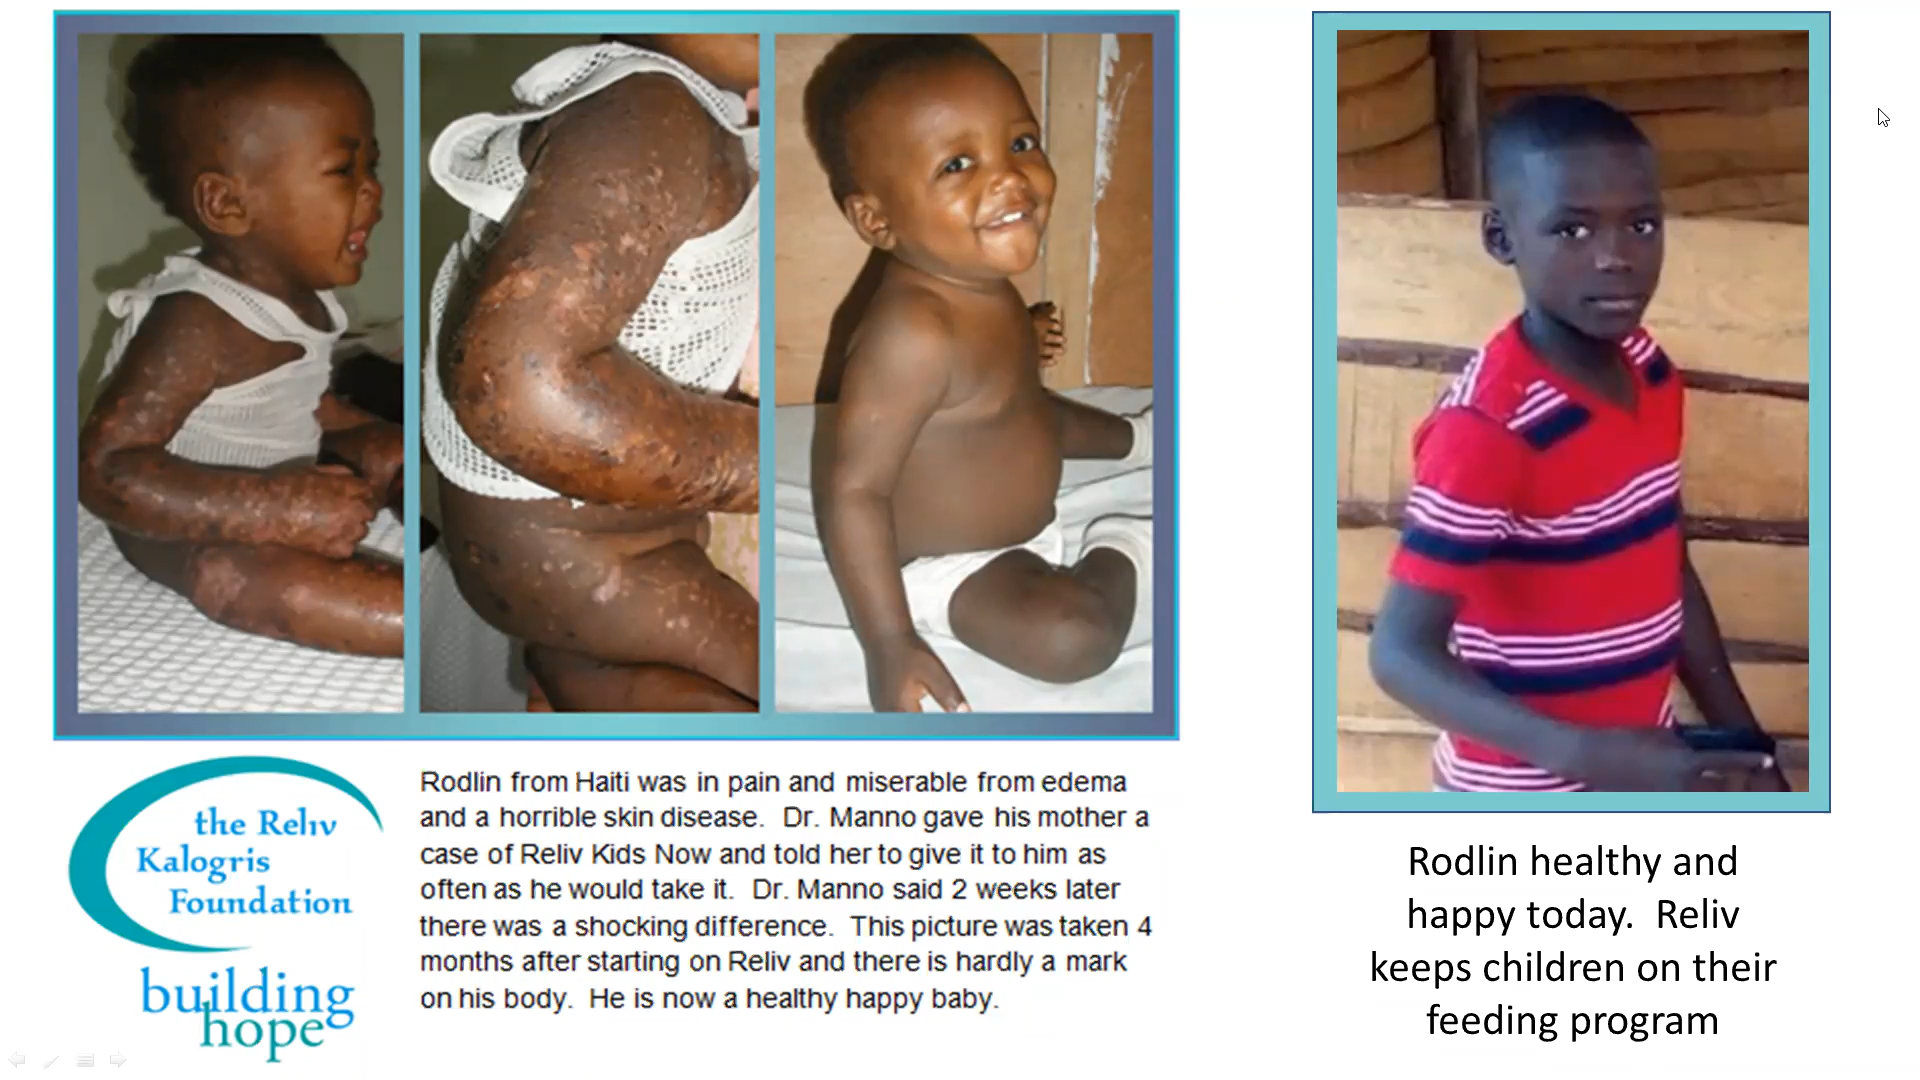 the Reliv
Kalogris
Foundation
building
hope
Rodlin from Haiti was in pain and miserable from edema
and a horrible skin disease.  Dr. Manno gave his mother a
case of Reliv Kids Now and told her to give it to him as
often as he would take it.  Dr. Manno said 2 weeks later
there was a shocking difference.  This picture was taken 4
months after starting on Reliv and there is hardly a mark
on his body.  He is now a healthy happy baby.
Rodlin healthy and
happy today.  Reliv
keeps children on their
feeding program